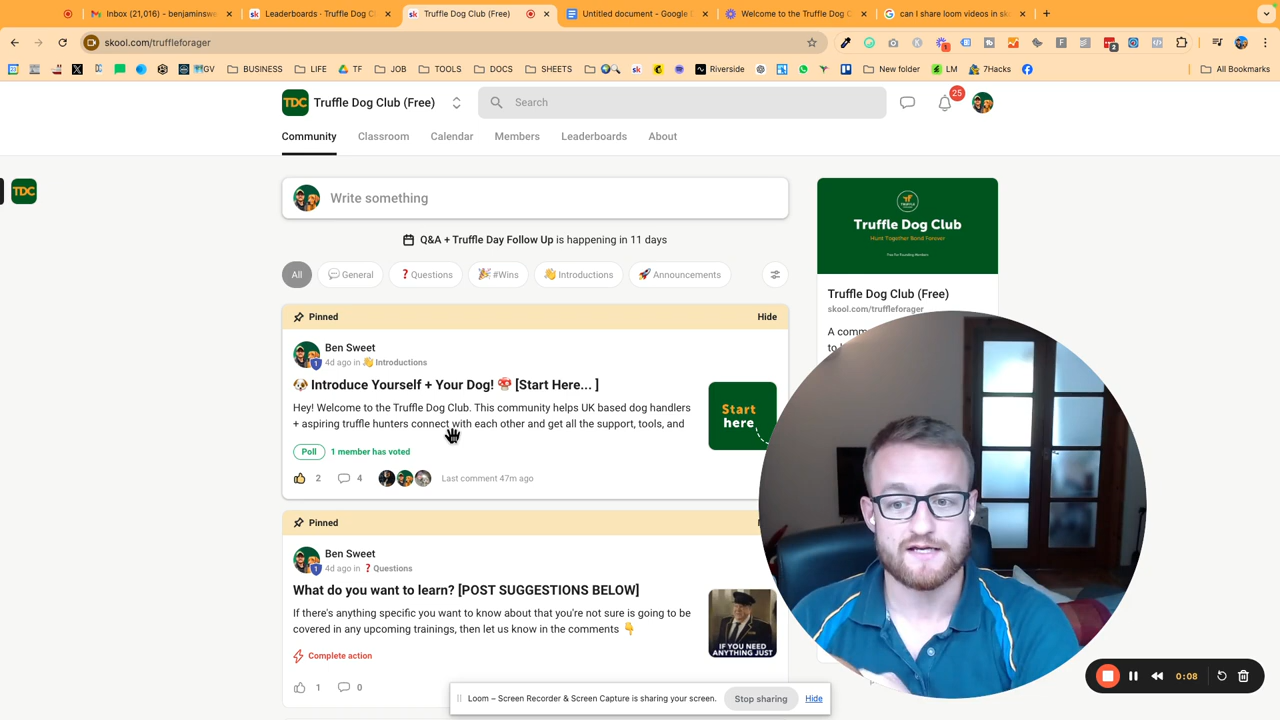 Inbox (21,016) - benjaminswe
Leaderboards · Truffle Dog C
Truffle Dog Club (Free)
Untitled document - Google D
Welcome to the Truffle Dog C
can I share loom videos in sk
skool.com/truffleforager
GV
BUSINESS
LIFE
TF
JOB
TOOLS
DOCS
SHEETS
Riverside
New folder
LM
7Hacks
All Bookmarks
TDC
Truffle Dog Club (Free)
Search
25
Community
Classroom
Calendar
Members
Leaderboards
About
TDC
Write something
Q&A + Truffle Day Follow Up is happening in 11 days
All
General
Questions
#Wins
Introductions
Announcements
Pinned
Hide
Ben Sweet
4d ago in 👋 Introductions
🐶 Introduce Yourself + Your Dog! 🍄 [Start Here... ]
Hey! Welcome to the Truffle Dog Club. This community helps UK based dog handlers
+ aspiring truffle hunters connect with each other and get all the support, tools, and
Start
here
Poll
1 member has voted
2
4
Last comment 47m ago
Pinned
Ben Sweet
4d ago in ❓ Questions
What do you want to learn? [POST SUGGESTIONS BELOW]
If there's anything specific you want to know about that you're not sure is going to be
covered in any upcoming trainings, then let us know in the comments 👇
IF YOU NEED
ANYTHING JUST
Complete action
1
0
Truffle Dog Club
Hunt Together Bond Forever
Free For Founding Members
Truffle Dog Club (Free)
skool.com/truffleforager
A comm
to
0:08
Loom – Screen Recorder & Screen Capture is sharing your screen.
Stop sharing
Hide